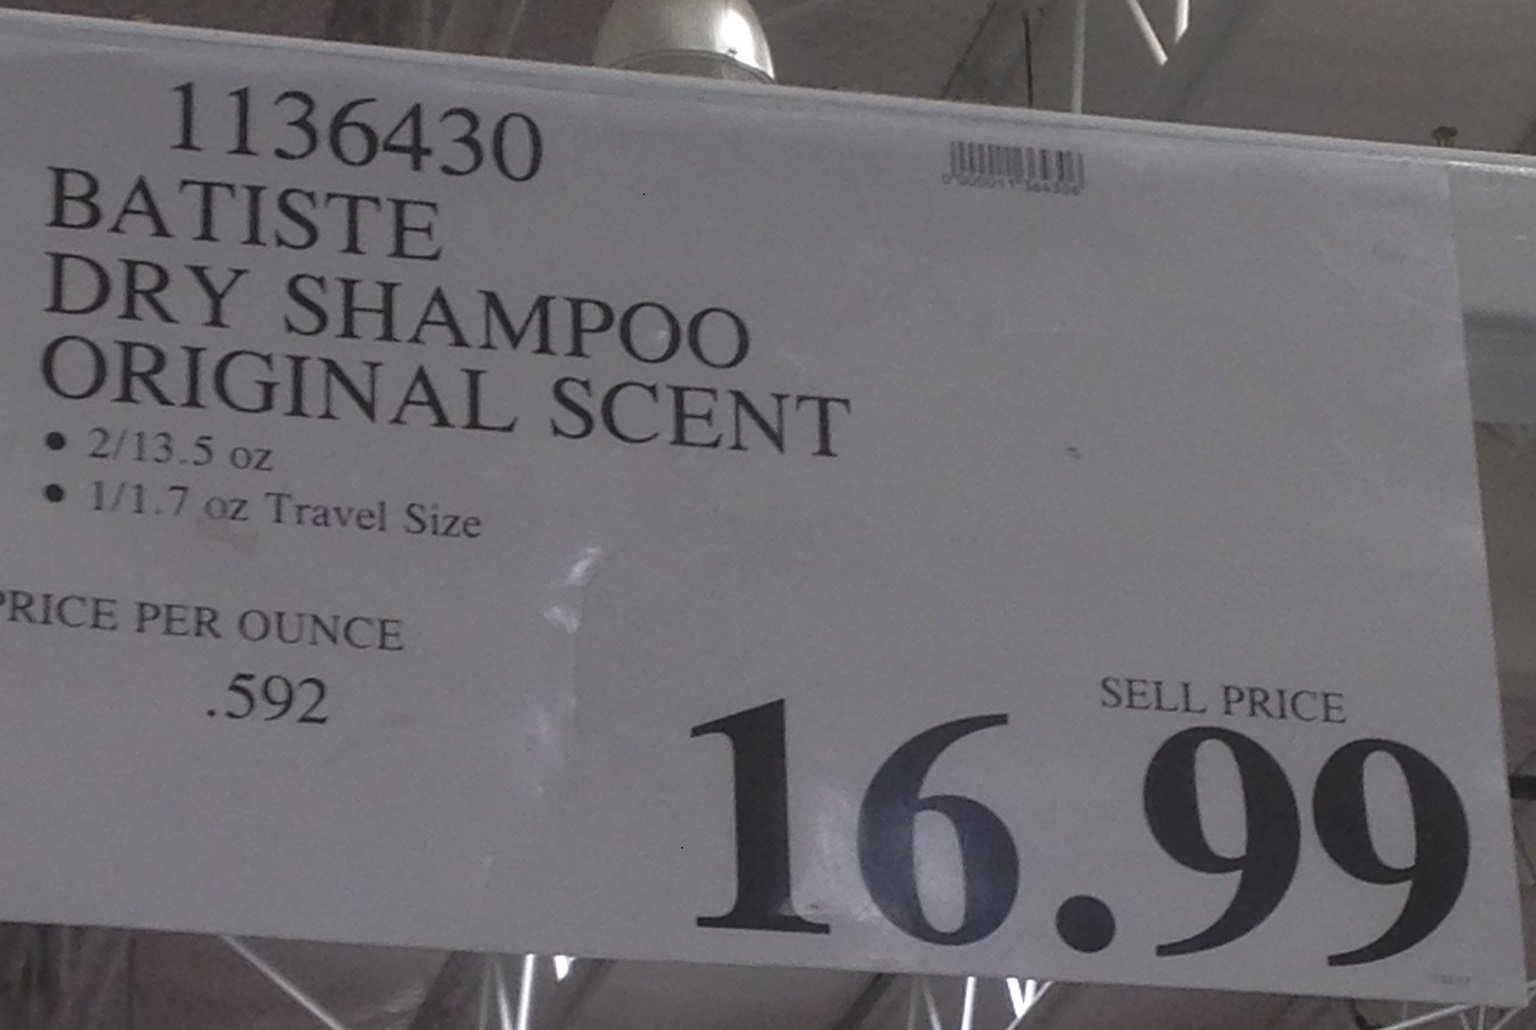 1136430
BATISTE
DRY SHAMPOO
ORIGINAL SCENT
• 2/13.5 oz
• 1/1.7 oz Travel Size
PRICE PER OUNCE
.592
SELL PRICE
16.99